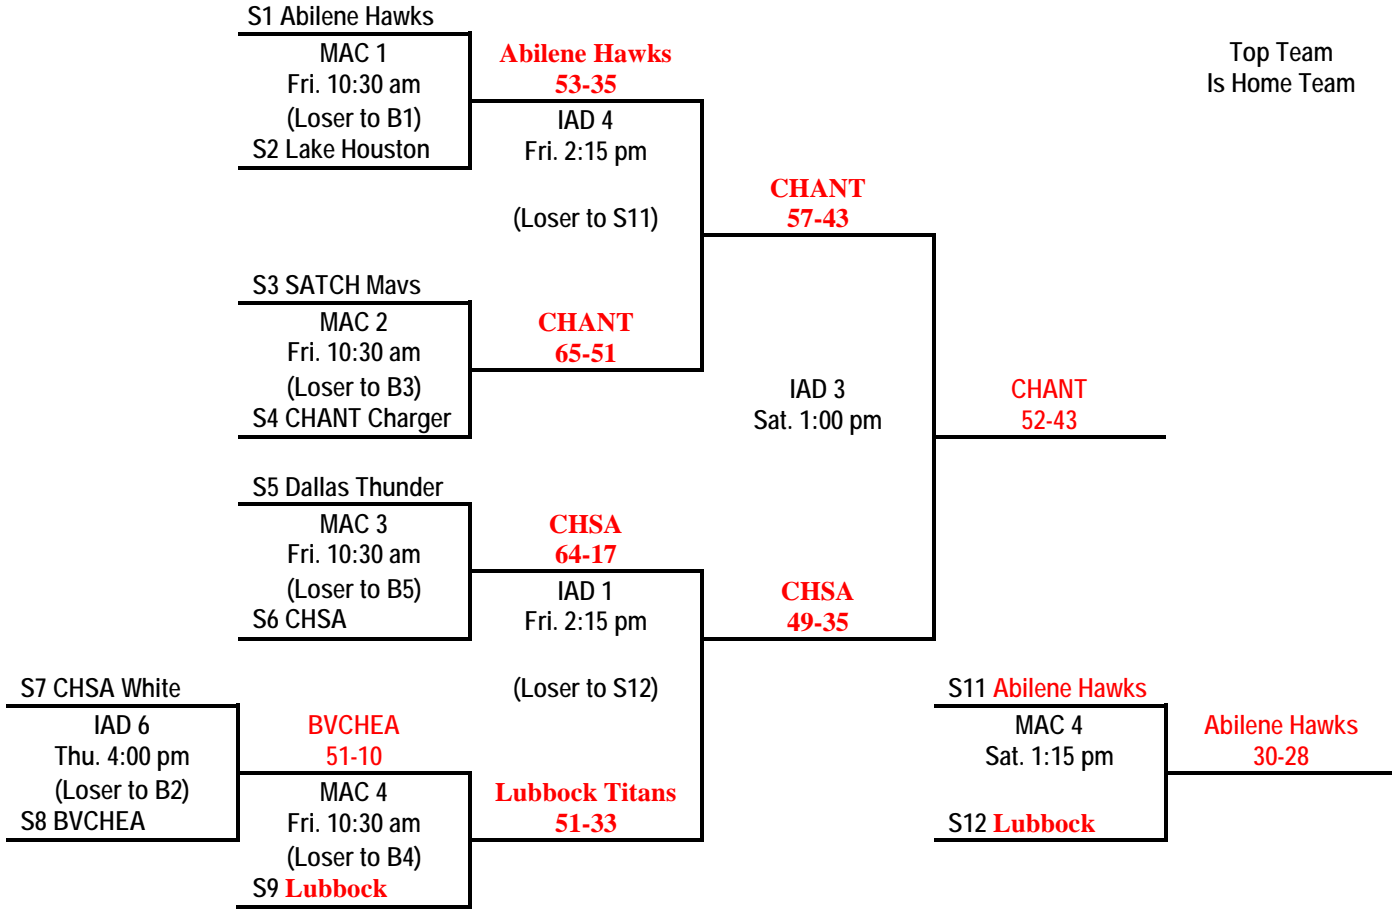 S1 Abilene Hawks
MAC 1
Fri. 10:30 am
(Loser to B1)
S2 Lake Houston
Abilene Hawks
53-35
IAD 4
Fri. 2:15 pm
(Loser to S11)
Top Team
Is Home Team
CHANT
57-43
S3 SATCH Mavs
MAC 2
Fri. 10:30 am
(Loser to B3)
S4 CHANT Charger
CHANT
65-51
IAD 3
Sat. 1:00 pm
CHANT
52-43
S5 Dallas Thunder
MAC 3
Fri. 10:30 am
(Loser to B5)
S6 CHSA
CHSA
64-17
IAD 1
Fri. 2:15 pm
(Loser to S12)
CHSA
49-35
S7 CHSA White
IAD 6
Thu. 4:00 pm
(Loser to B2)
S8 BVCHEA
BVCHEA
51-10
MAC 4
Fri. 10:30 am
(Loser to B4)
S9 Lubbock
Lubbock Titans
51-33
S11 Abilene Hawks
MAC 4
Sat. 1:15 pm
S12 Lubbock
Abilene Hawks
30-28